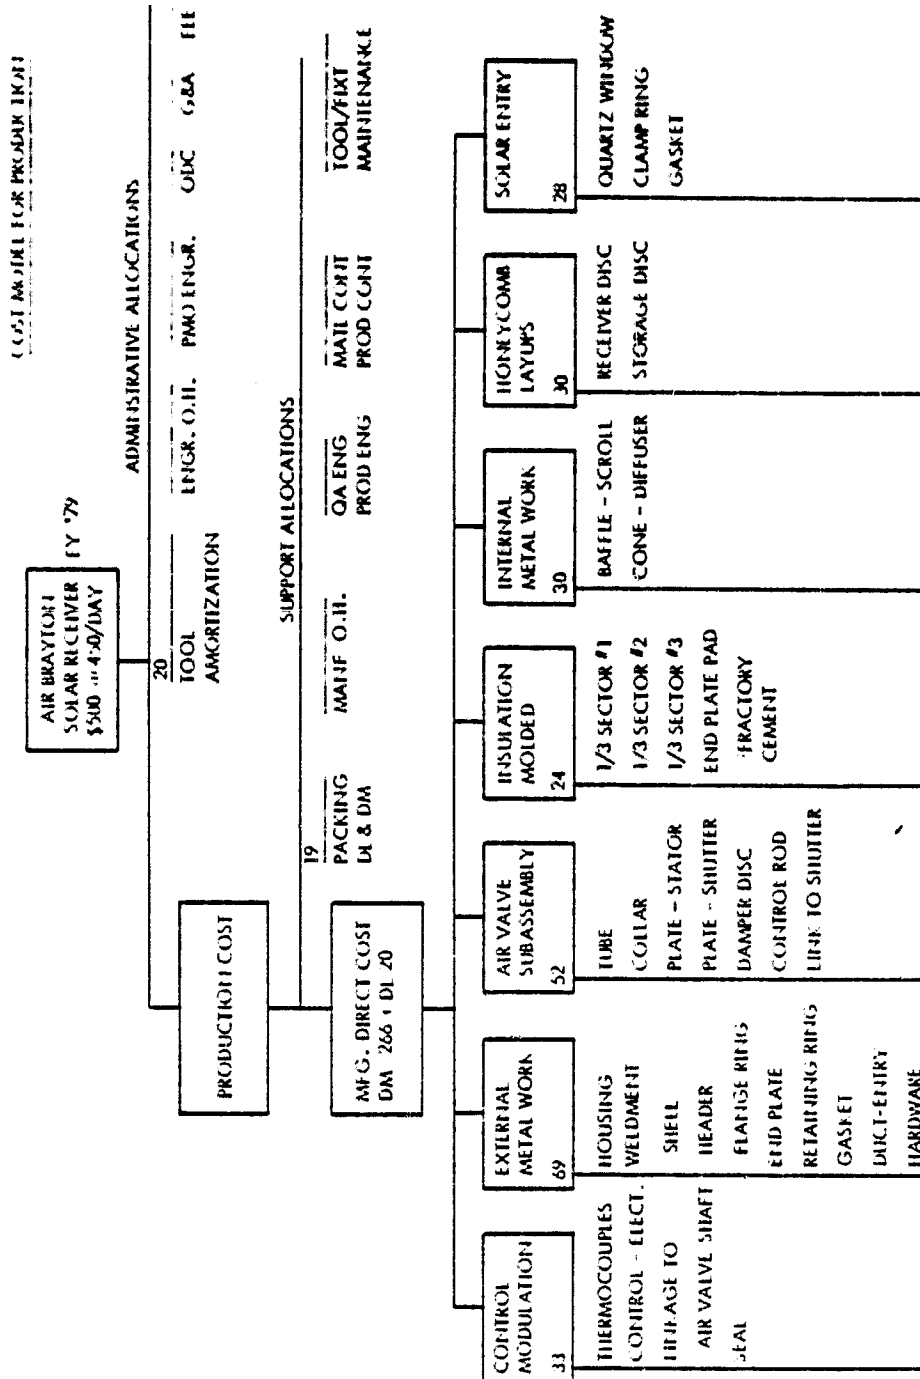 COST MODEL FOR PRODUCTION
AIR BRAYTON
SOLAR RECEIVER
FY '79
ADMINSTRATIVE ALLOCATIONS
20
TOOL
AMORTIZATION
ENGR. O.H.
PMO ENGR.
ODC
G&A
FEE
PRODUCTION COST
SUPPORT ALLOCATIONS
19
PACKING
DL & DM
MANF O.H.
QA ENG
PROD ENG
MATL CONT
PROD CONT
TOOL/FIXT
MAINTENANCE
MFG. DIRECT COST
DM 266 + DL 20
CONTROL
MODULATION
33
THERMOCOUPLES
CONTROL - ELECT.
LINKAGE TO
AIR VALVE SHAFT
SEAL
EXTERNAL
METAL WORK
69
HOUSING
WELDMENT
SHELL
HEADER
FLANGE RING
END PLATE
RETAINING RING
GASKET
DUCT-ENTRY
HARDWARE
AIR VALVE
SUBASSEMBLY
52
TUBE
COLLAR
PLATE - STATOR
PLATE - SHUTTER
DAMPER DISC
CONTROL ROD
LINK TO SHUTTER
INSULATION
MOLDED
24
1/3 SECTOR #1
1/3 SECTOR #2
1/3 SECTOR #3
END PLATE PAD
FRACTORY
CEMENT
INTERNAL
METAL WORK
30
BAFFLE - SCROLL
CONE - DIFFUSER
HONEYCOMB
LAYUPS
30
RECEIVER DISC
STORAGE DISC
SOLAR ENTRY
28
QUARTZ WINDOW
CLAMP RING
GASKET